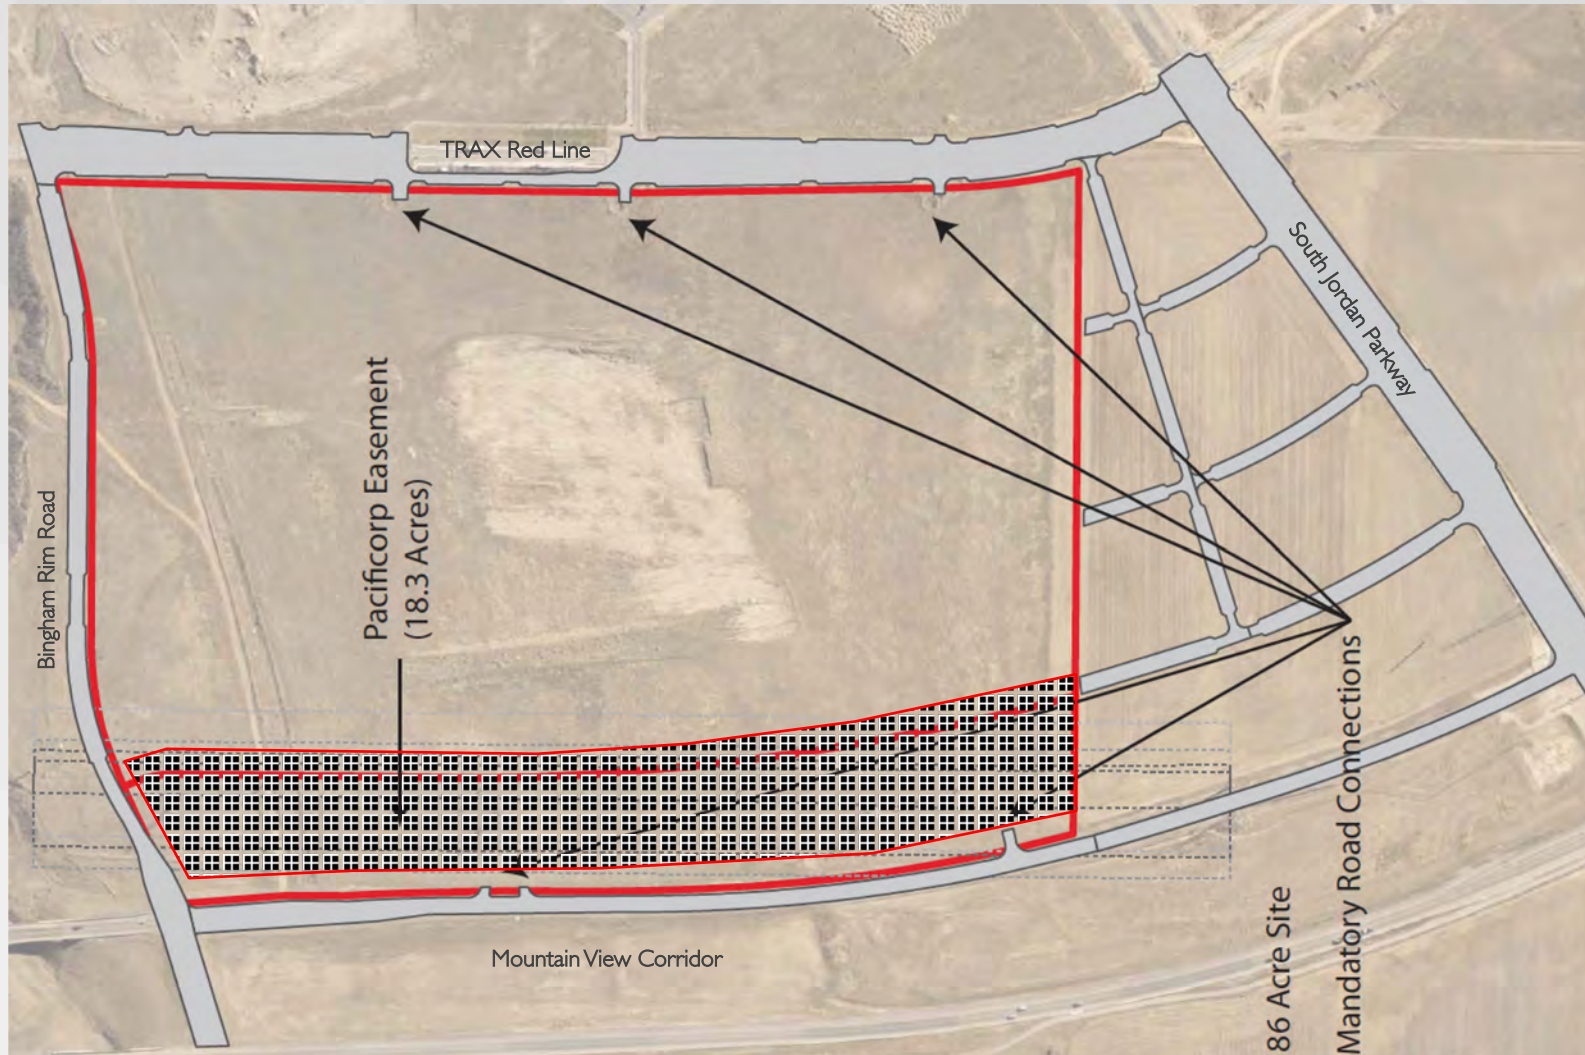 TRAX Red Line
South Jordan Parkway
Pacificorp Easement
(18.3 Acres)
Bingham Rim Road
Mountain View Corridor
86 Acre Site
Mandatory Road Connections